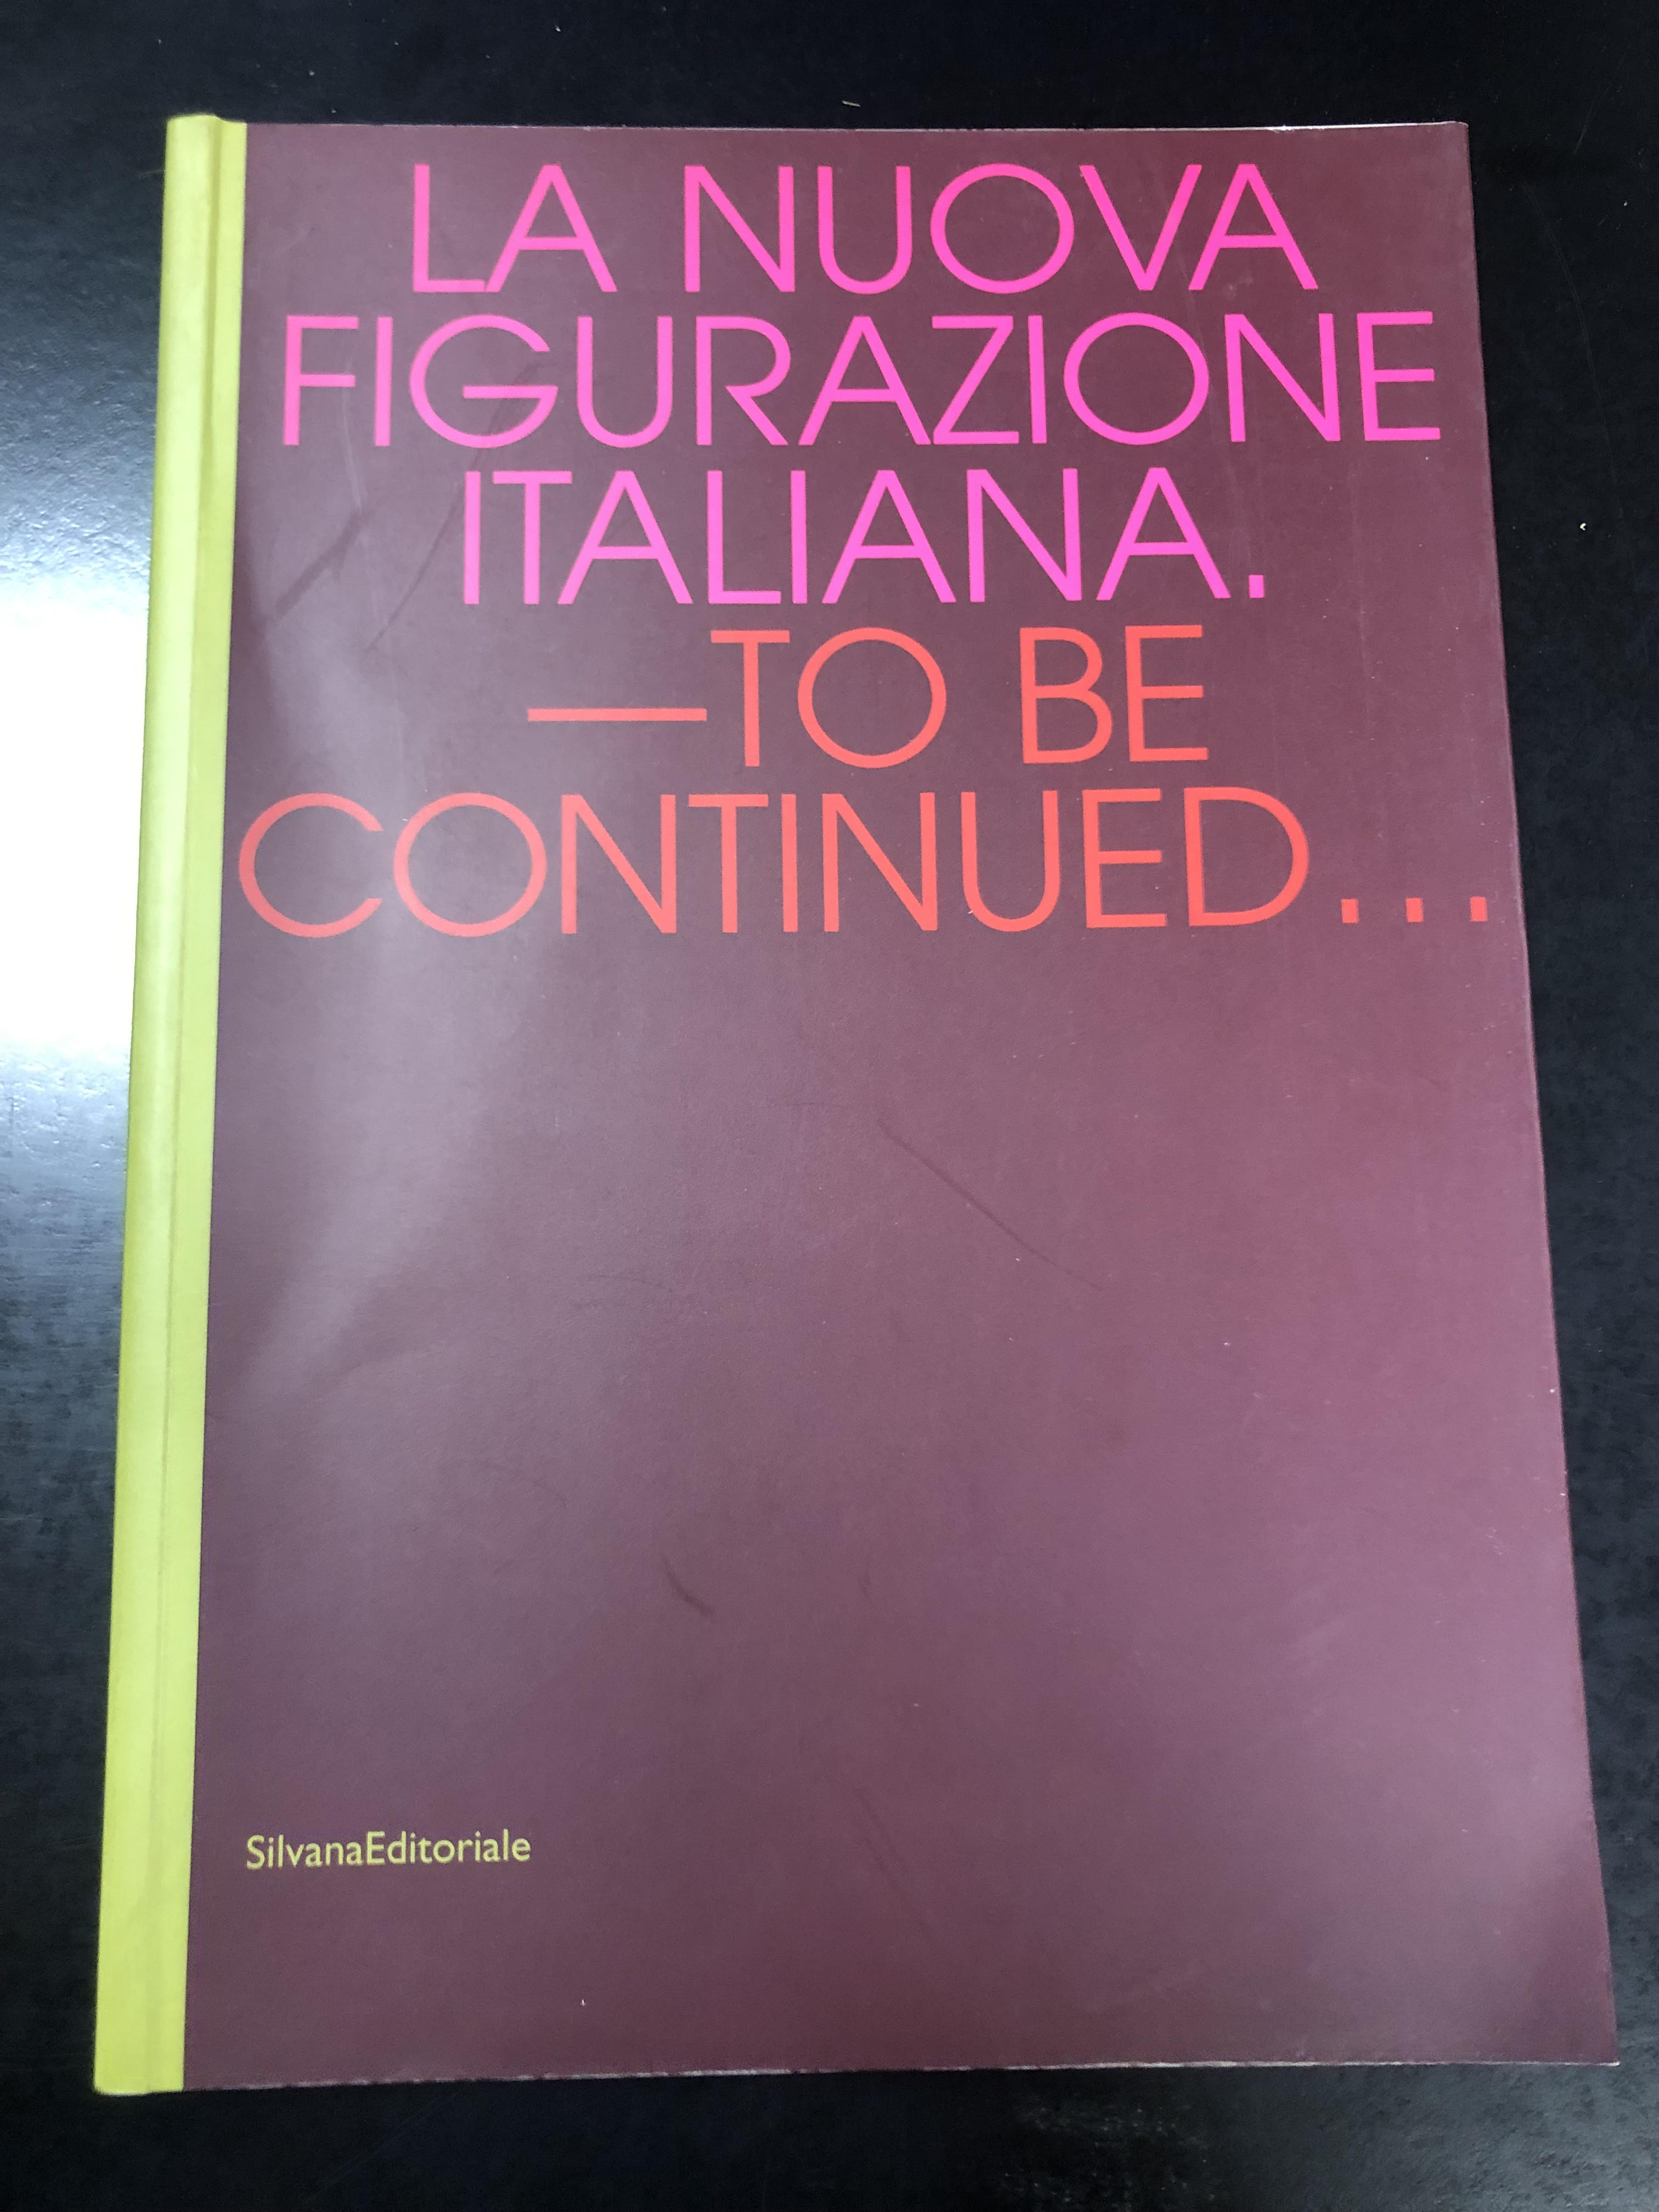 LA NUOVA
FIGURAZIONE
ITALIANA.
—TO BE
CONTINUED...
SilvanaEditoriale